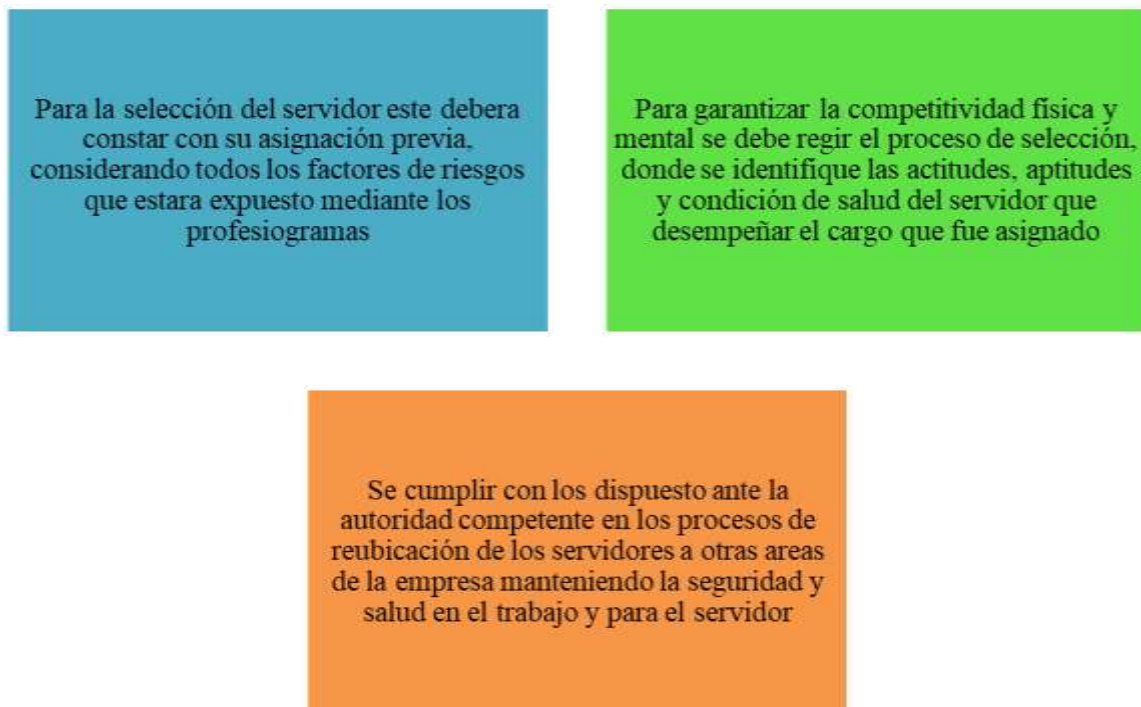 Para la selección del servidor este debera
constar con su asignación previa,
considerando todos los factores de riesgos
que estara expuesto mediante los
profesiogramas
Para garantizar la competitividad física y
mental se debe regir el proceso de selección,
donde se identifique las actitudes, aptitudes
y condición de salud del servidor que
desempeñar el cargo que fue asignado
Se cumplir con los dispuesto ante la
autoridad competente en los procesos de
reubicación de los servidores a otras areas
de la empresa manteniendo la seguridad y
salud en el trabajo y para el servidor